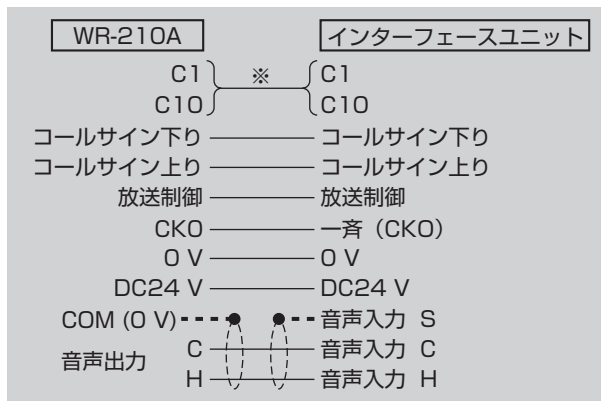 WR-210A インターフェースユニット
C1 ※ C1
C10 C10
コールサイン下り コールサイン下り
コールサイン上り コールサイン上り
放送制御 放送制御
CKO 一斉（CKO）
0 V 0 V
DC24 V DC24 V
COM (0 V) 音声入力 S
音声出力 C 音声入力 C
H 音声入力 H